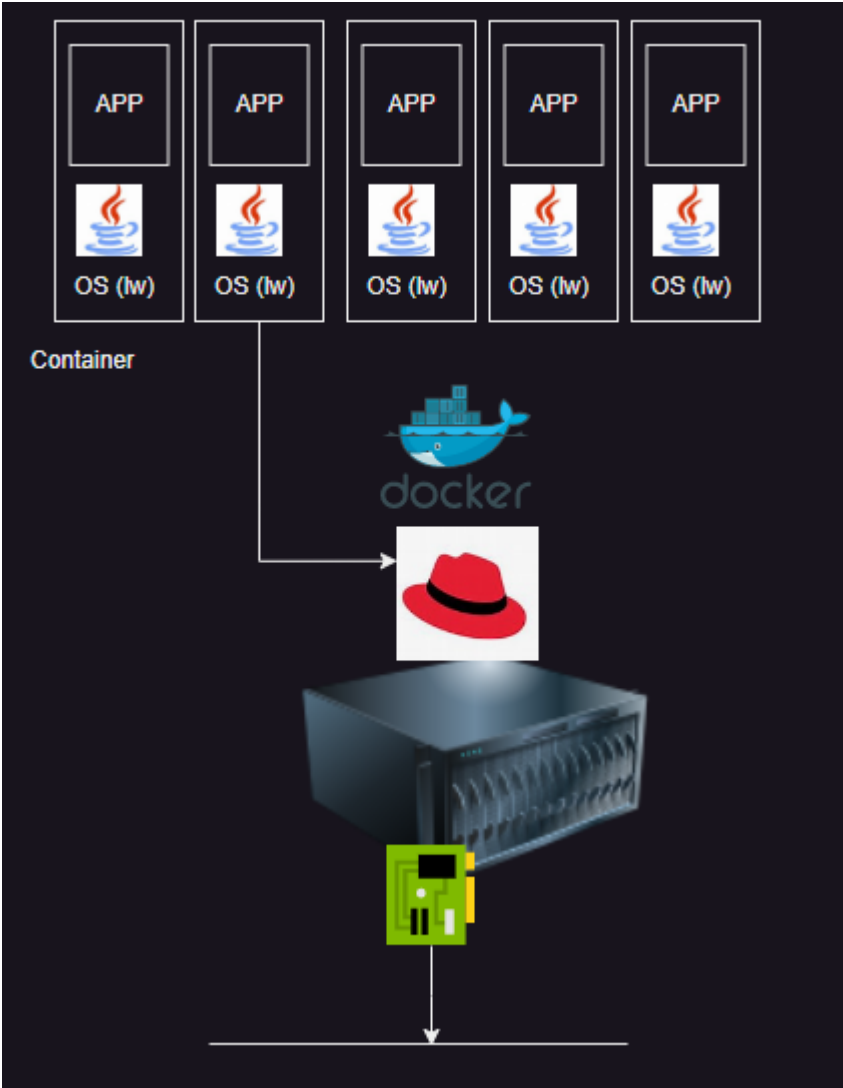 APP APP APP APP APP
OS (lw) OS (lw) OS (lw) OS (lw) OS (lw)
Container
docker